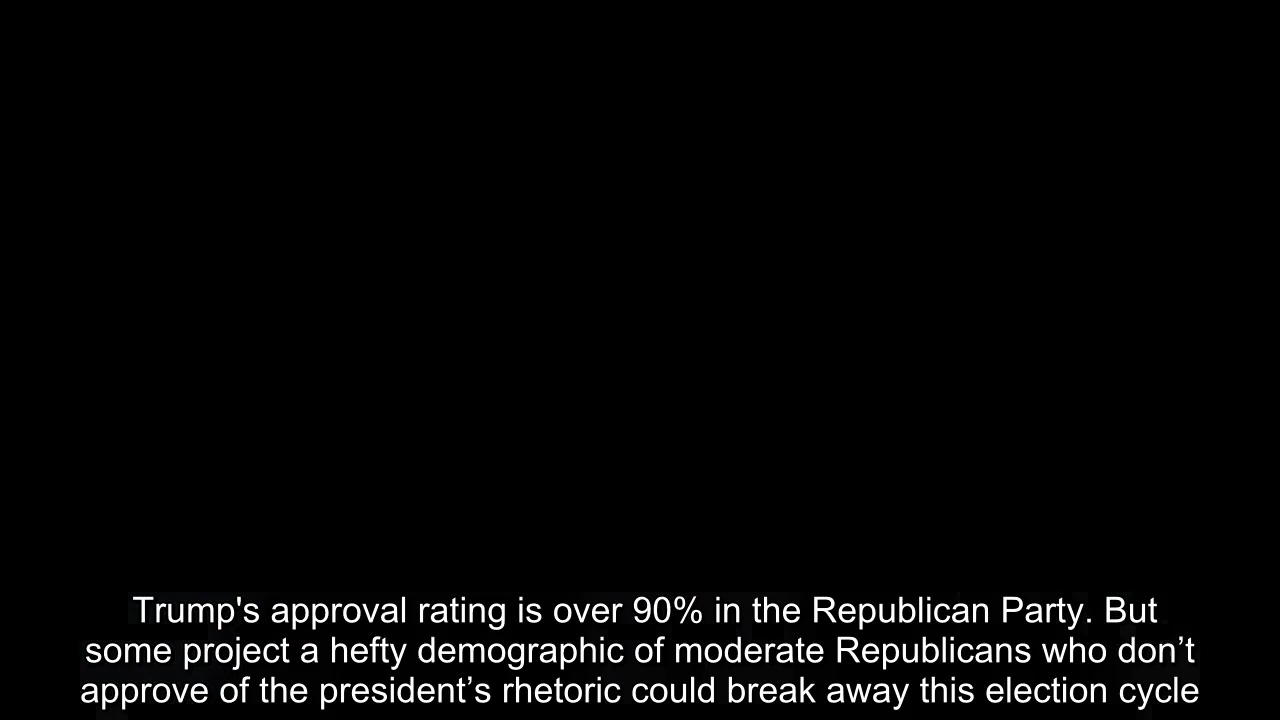 Trump's approval rating is over 90% in the Republican Party. But
some project a hefty demographic of moderate Republicans who don’t
approve of the president’s rhetoric could break away this election cycle